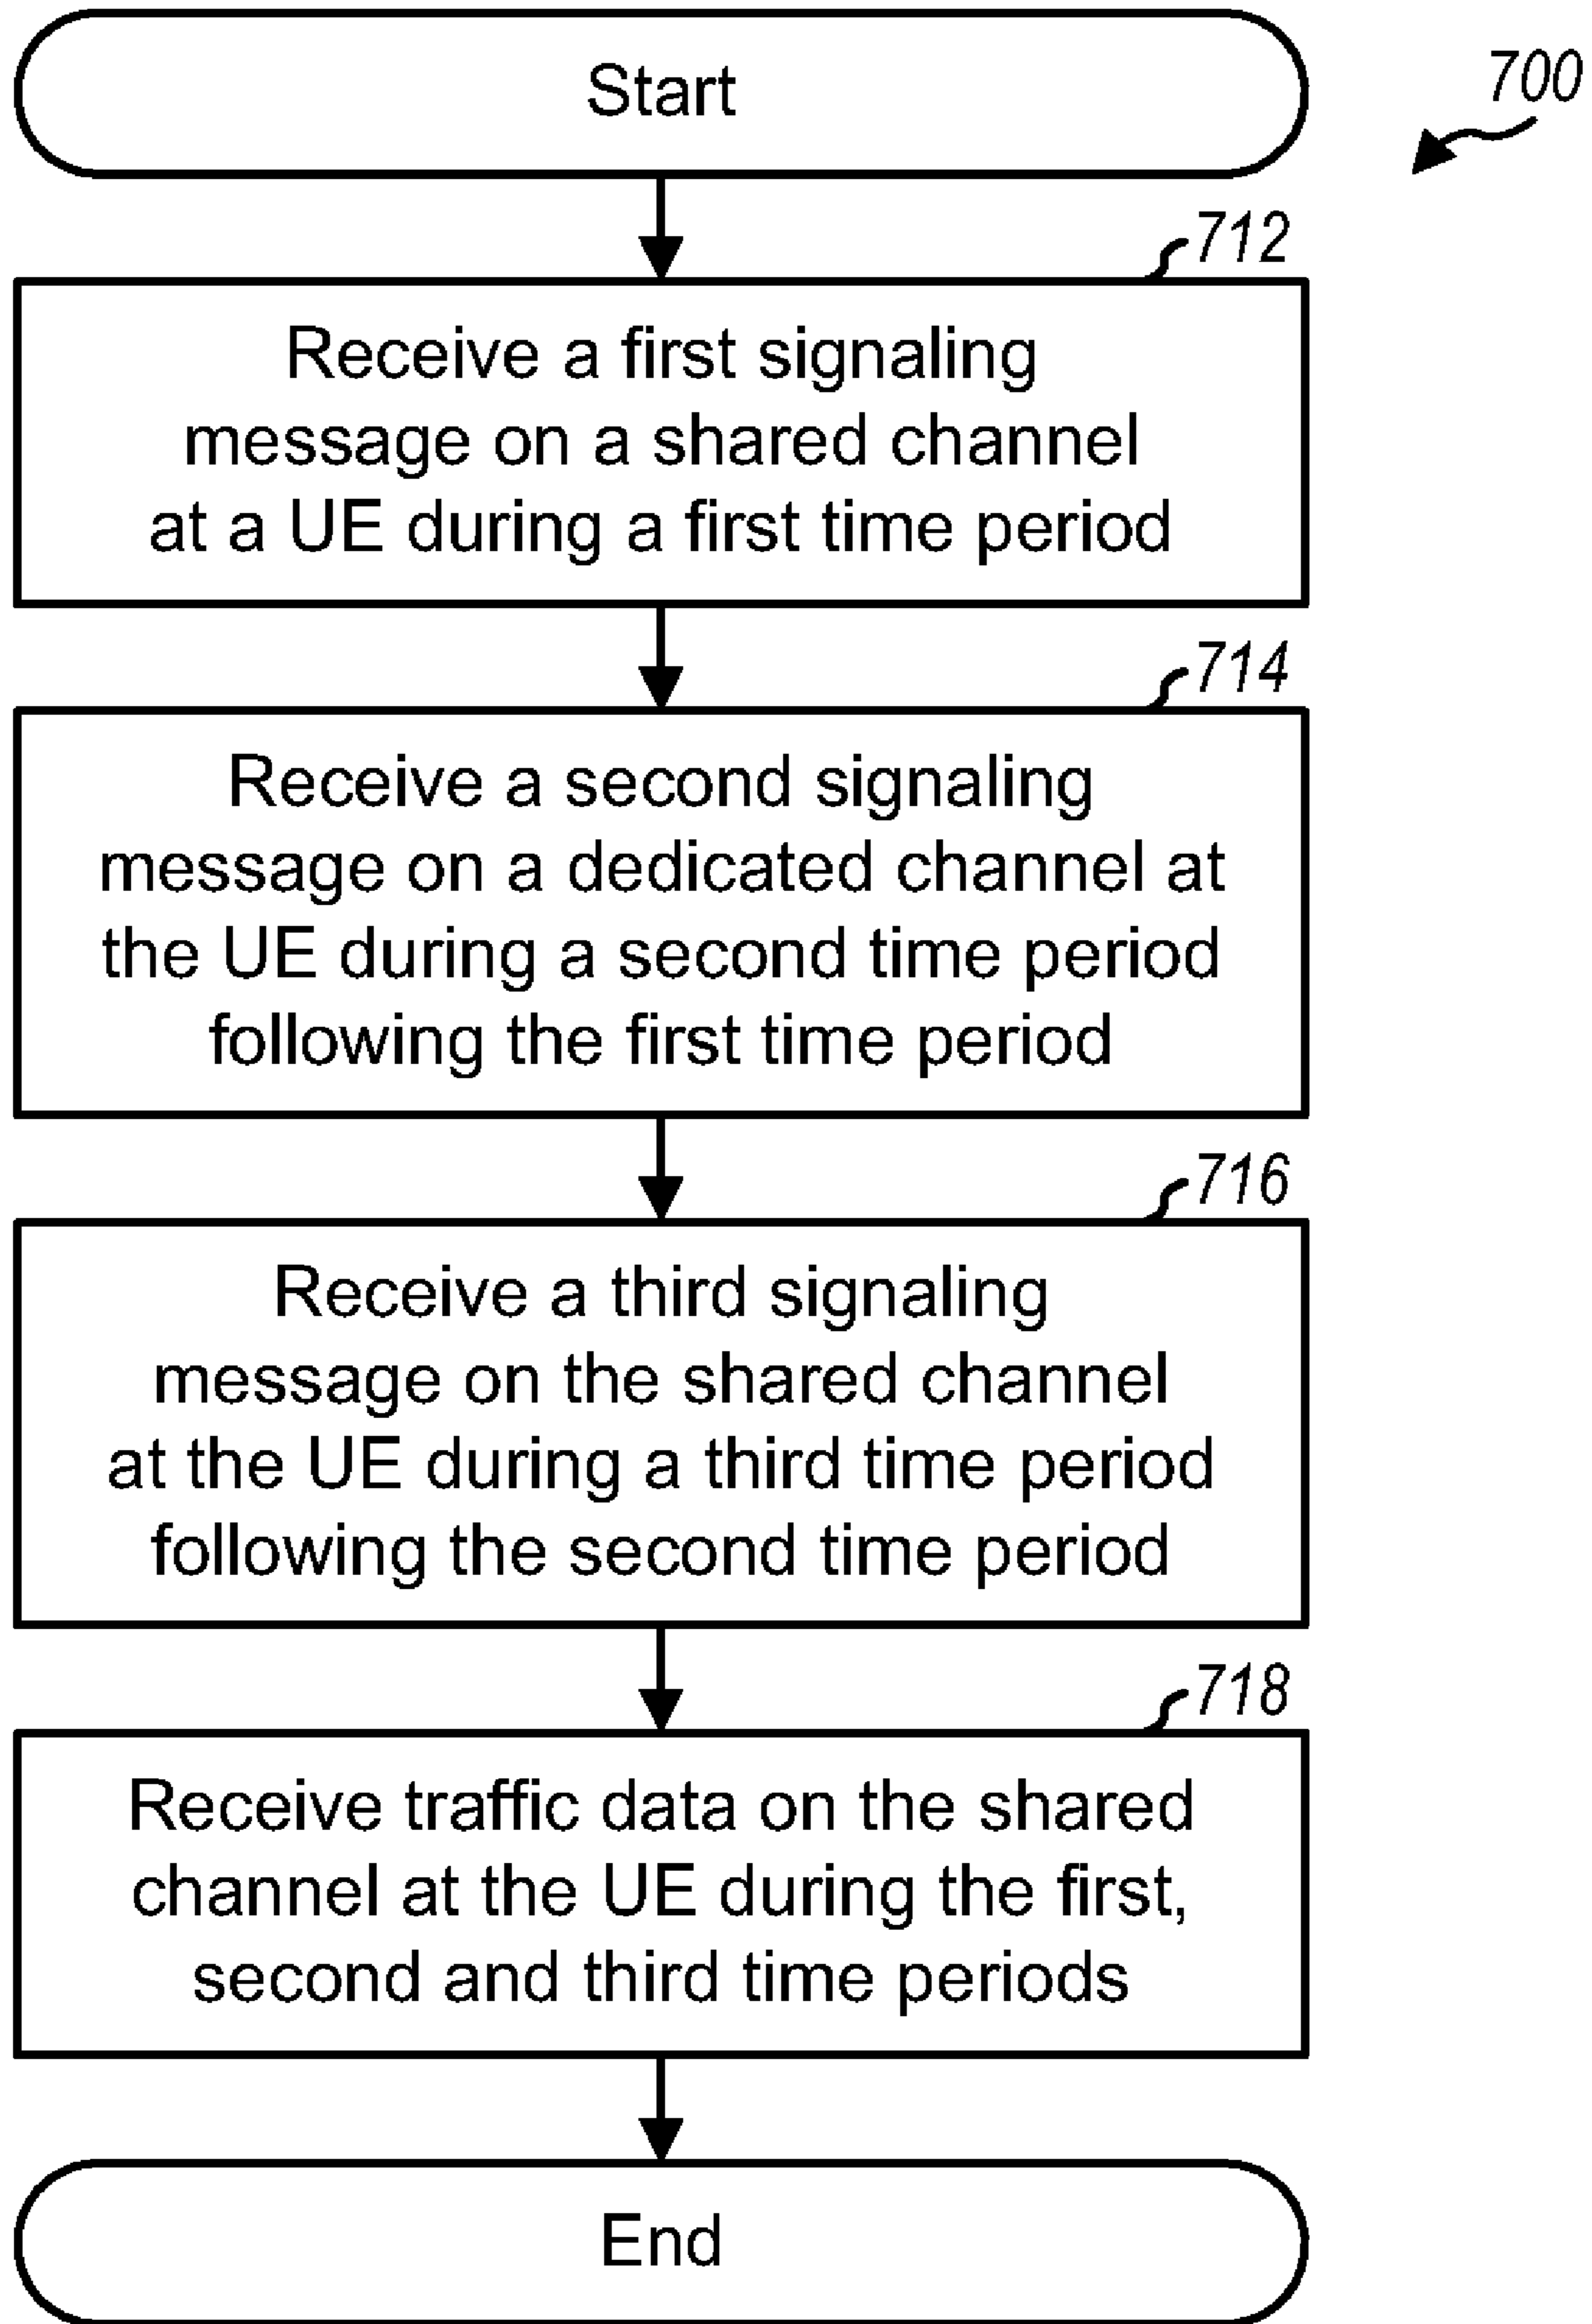 Start
700
712
Receive a first signaling
message on a shared channel
at a UE during a first time period
714
Receive a second signaling
message on a dedicated channel at
the UE during a second time period
following the first time period
716
Receive a third signaling
message on the shared channel
at the UE during a third time period
following the second time period
718
Receive traffic data on the shared
channel at the UE during the first,
second and third time periods
End